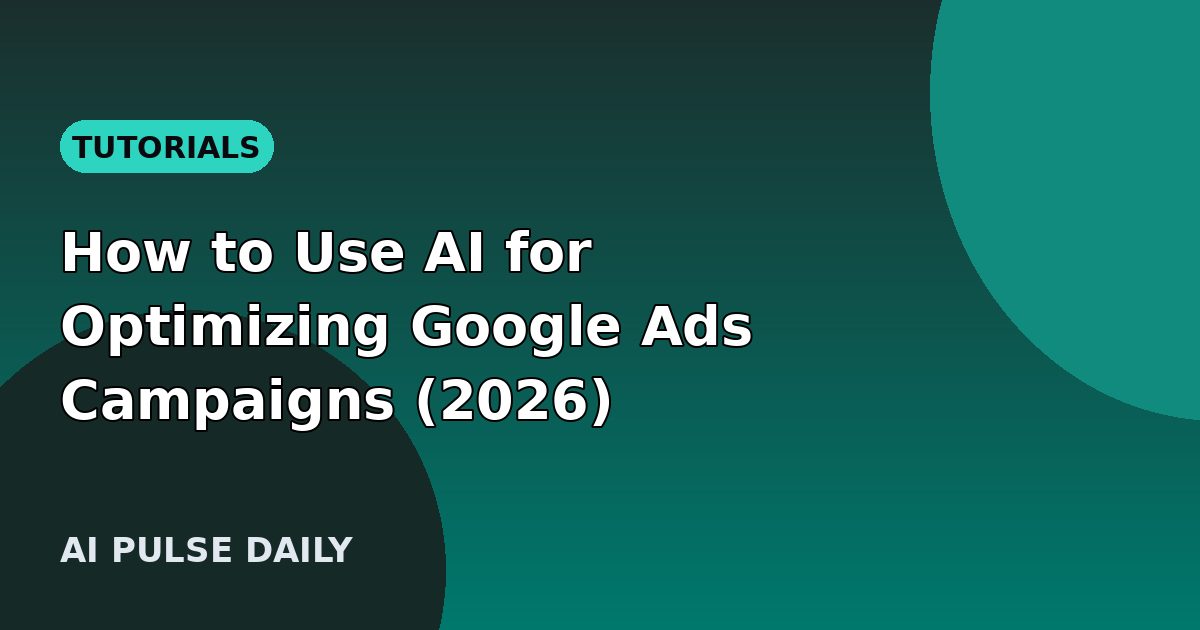 TUTORIALS
How to Use AI for
Optimizing Google Ads
Campaigns (2026)
AI PULSE DAILY